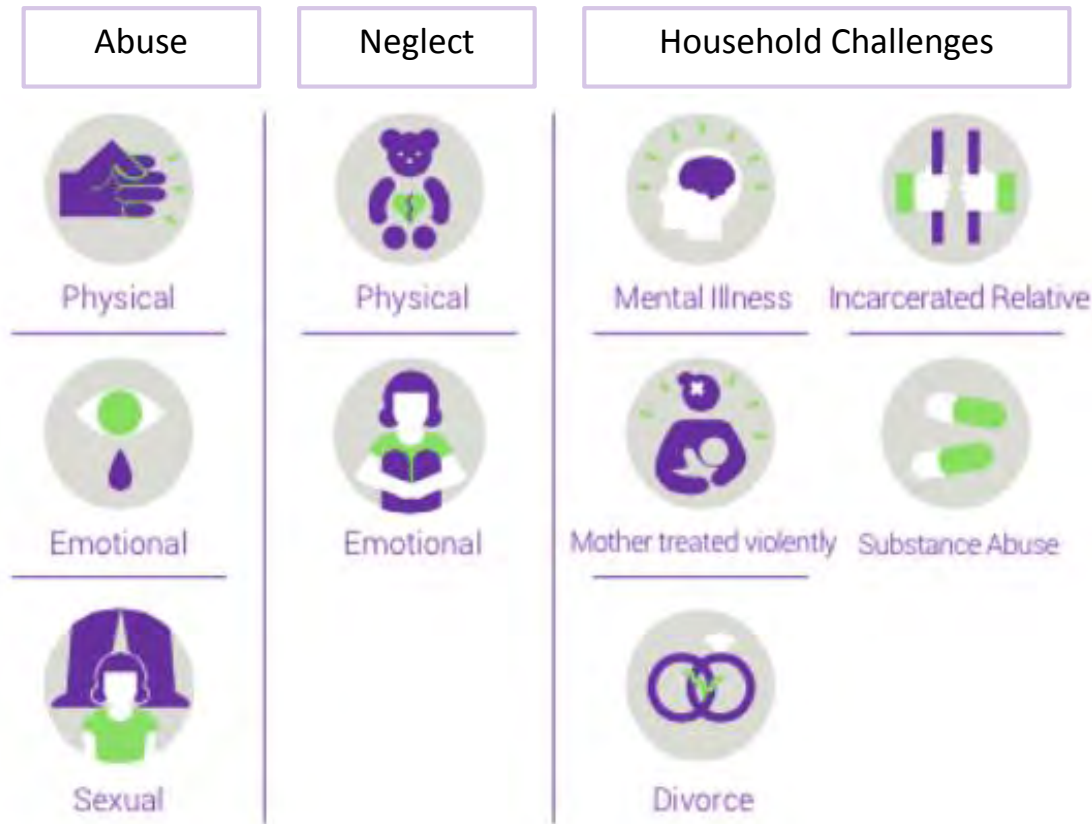 Abuse
Neglect
Household Challenges
Physical
Physical
Mental Illness
Incarcerated Relative
Emotional
Emotional
Mother treated violently
Substance Abuse
Sexual
Divorce